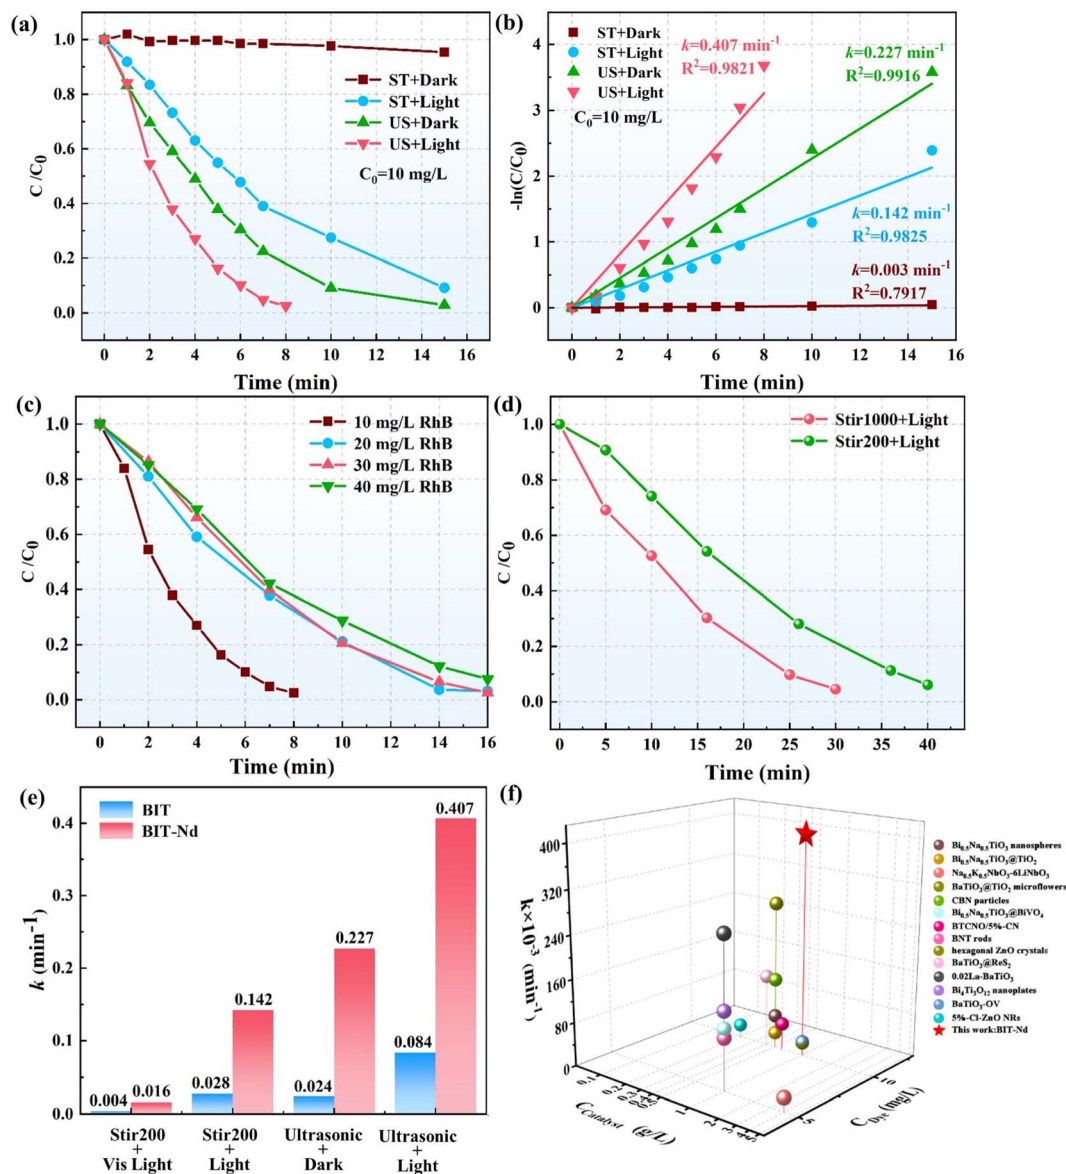 (a)
1.0
0.8
0.6
0.4
0.2
0.0
C /C0
ST+Dark
ST+Light
US+Dark
US+Light
C0=10 mg/L
0 2 4 6 8 10 12 14 16
Time (min)
(b)
-4
3
2
1
0
-ln(C/C0)
ST+Dark
ST+Light
US+Dark
US+Light
C0=10 mg/L
k=0.407 min-1
R2=0.9821
k=0.227 min-1
R2=0.9916
k=0.142 min-1
R2=0.9825
k=0.003 min-1
R2=0.7917
0 2 4 6 8 10 12 14 16
Time (min)
(c)
1.0
0.8
0.6
0.4
0.2
0.0
C /C0
10 mg/L RhB
20 mg/L RhB
30 mg/L RhB
40 mg/L RhB
0 2 4 6 8 10 12 14 16
Time (min)
(d)
1.0
0.8
0.6
0.4
0.2
0.0
C /C0
Stir1000+Light
Stir200+Light
0 5 10 15 20 25 30 35 40
Time (min)
(e)
0.4
0.3
0.2
0.1
0.0
k (min-1)
BIT
BIT-Nd
0.004
0.016
0.028
0.142
0.024
0.227
0.084
0.407
Stir200
+
Vis Light
Stir200
+
Light
Ultrasonic
+
Dark
Ultrasonic
+
Light
(f)
400
320
240
160
80
0
k×10-3 (min-1)
0.1
0.2
1
2
CCatalyst (g/L)
5
10
CDye (mg/L)
Bi0.5Na0.5TiO3 nanospheres
Bi0.5Na0.5TiO3@TiO2
Na0.5K0.5NbO3-6LiNbO3
BaTiO3@TiO2 microflowers
CBN particles
Bi0.5Na0.5TiO3@BiVO4
BTCNO/5%-CN
BNT rods
hexagonal ZnO crystals
BaTiO3@ReS2
0.02La-BaTiO3
Bi4Ti3O12 nanoplates
BaTiO3-OV
5%-Cl-ZnO NRs
This work:BIT-Nd